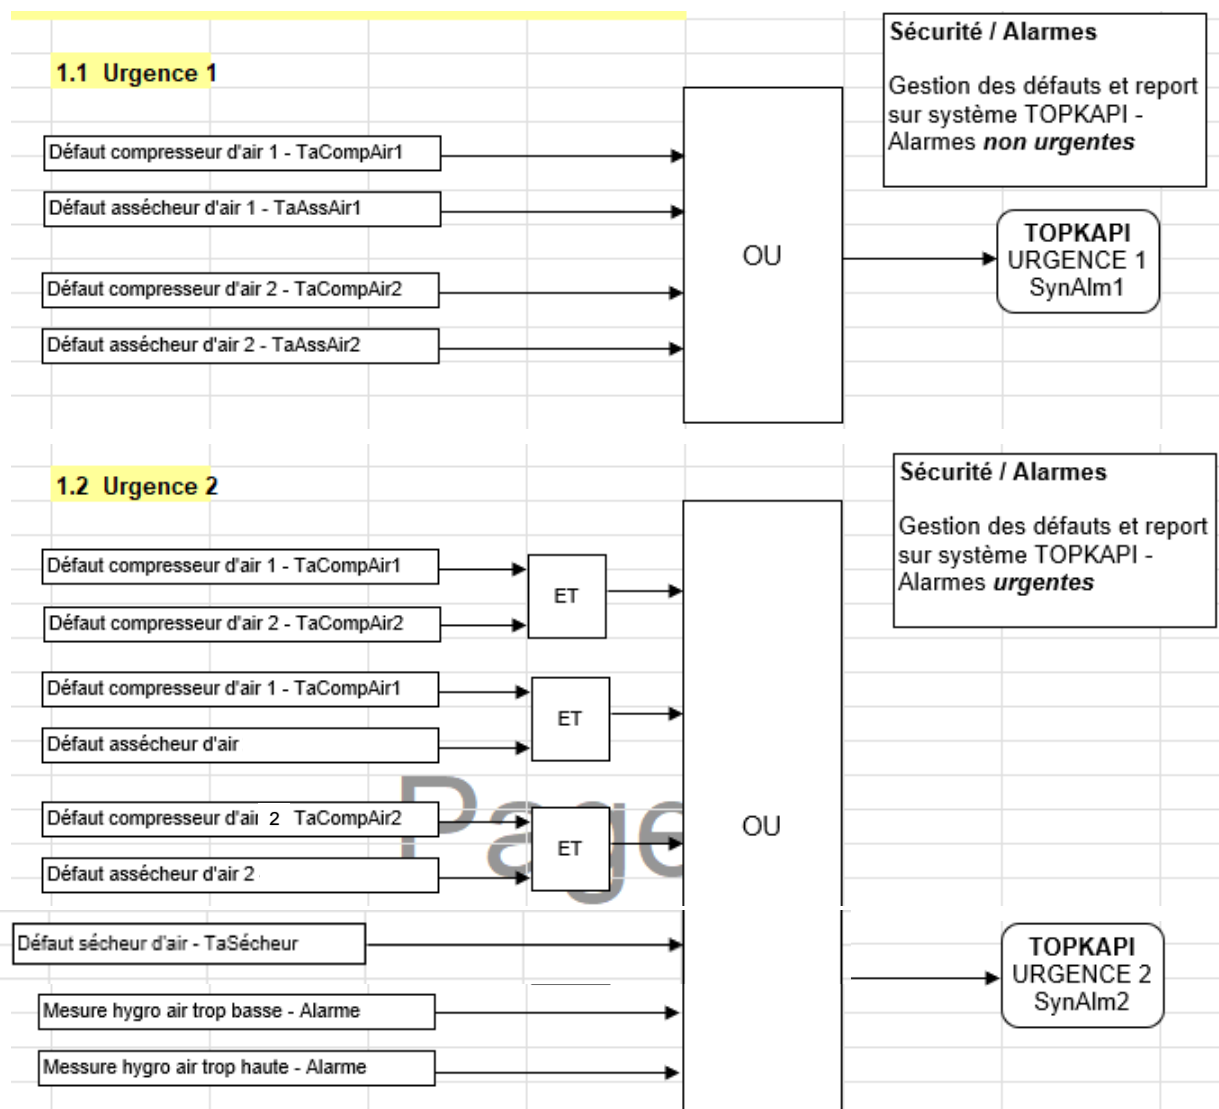 Sécurité / Alarmes
Gestion des défauts et report
sur système TOPKAPI -
Alarmes non urgentes
1.1 Urgence 1
Défaut compresseur d'air 1 - TaCompAir1
Défaut assécheur d'air 1 - TaAssAir1
Défaut compresseur d'air 2 - TaCompAir2
Défaut assécheur d'air 2 - TaAssAir2
OU
TOPKAPI
URGENCE 1
SynAlm1
1.2 Urgence 2
Sécurité / Alarmes
Gestion des défauts et report
sur système TOPKAPI -
Alarmes urgentes
Défaut compresseur d'air 1 - TaCompAir1
Défaut compresseur d'air 2 - TaCompAir2
ET
Défaut compresseur d'air 1 - TaCompAir1
Défaut assécheur d'air
ET
Page
Défaut compresseur d'air 2 TaCompAir2
Défaut assécheur d'air 2
ET
OU
Défaut sécheur d'air - TaSécheur
Mesure hygro air trop basse - Alarme
Messure hygro air trop haute - Alarme
TOPKAPI
URGENCE 2
SynAlm2